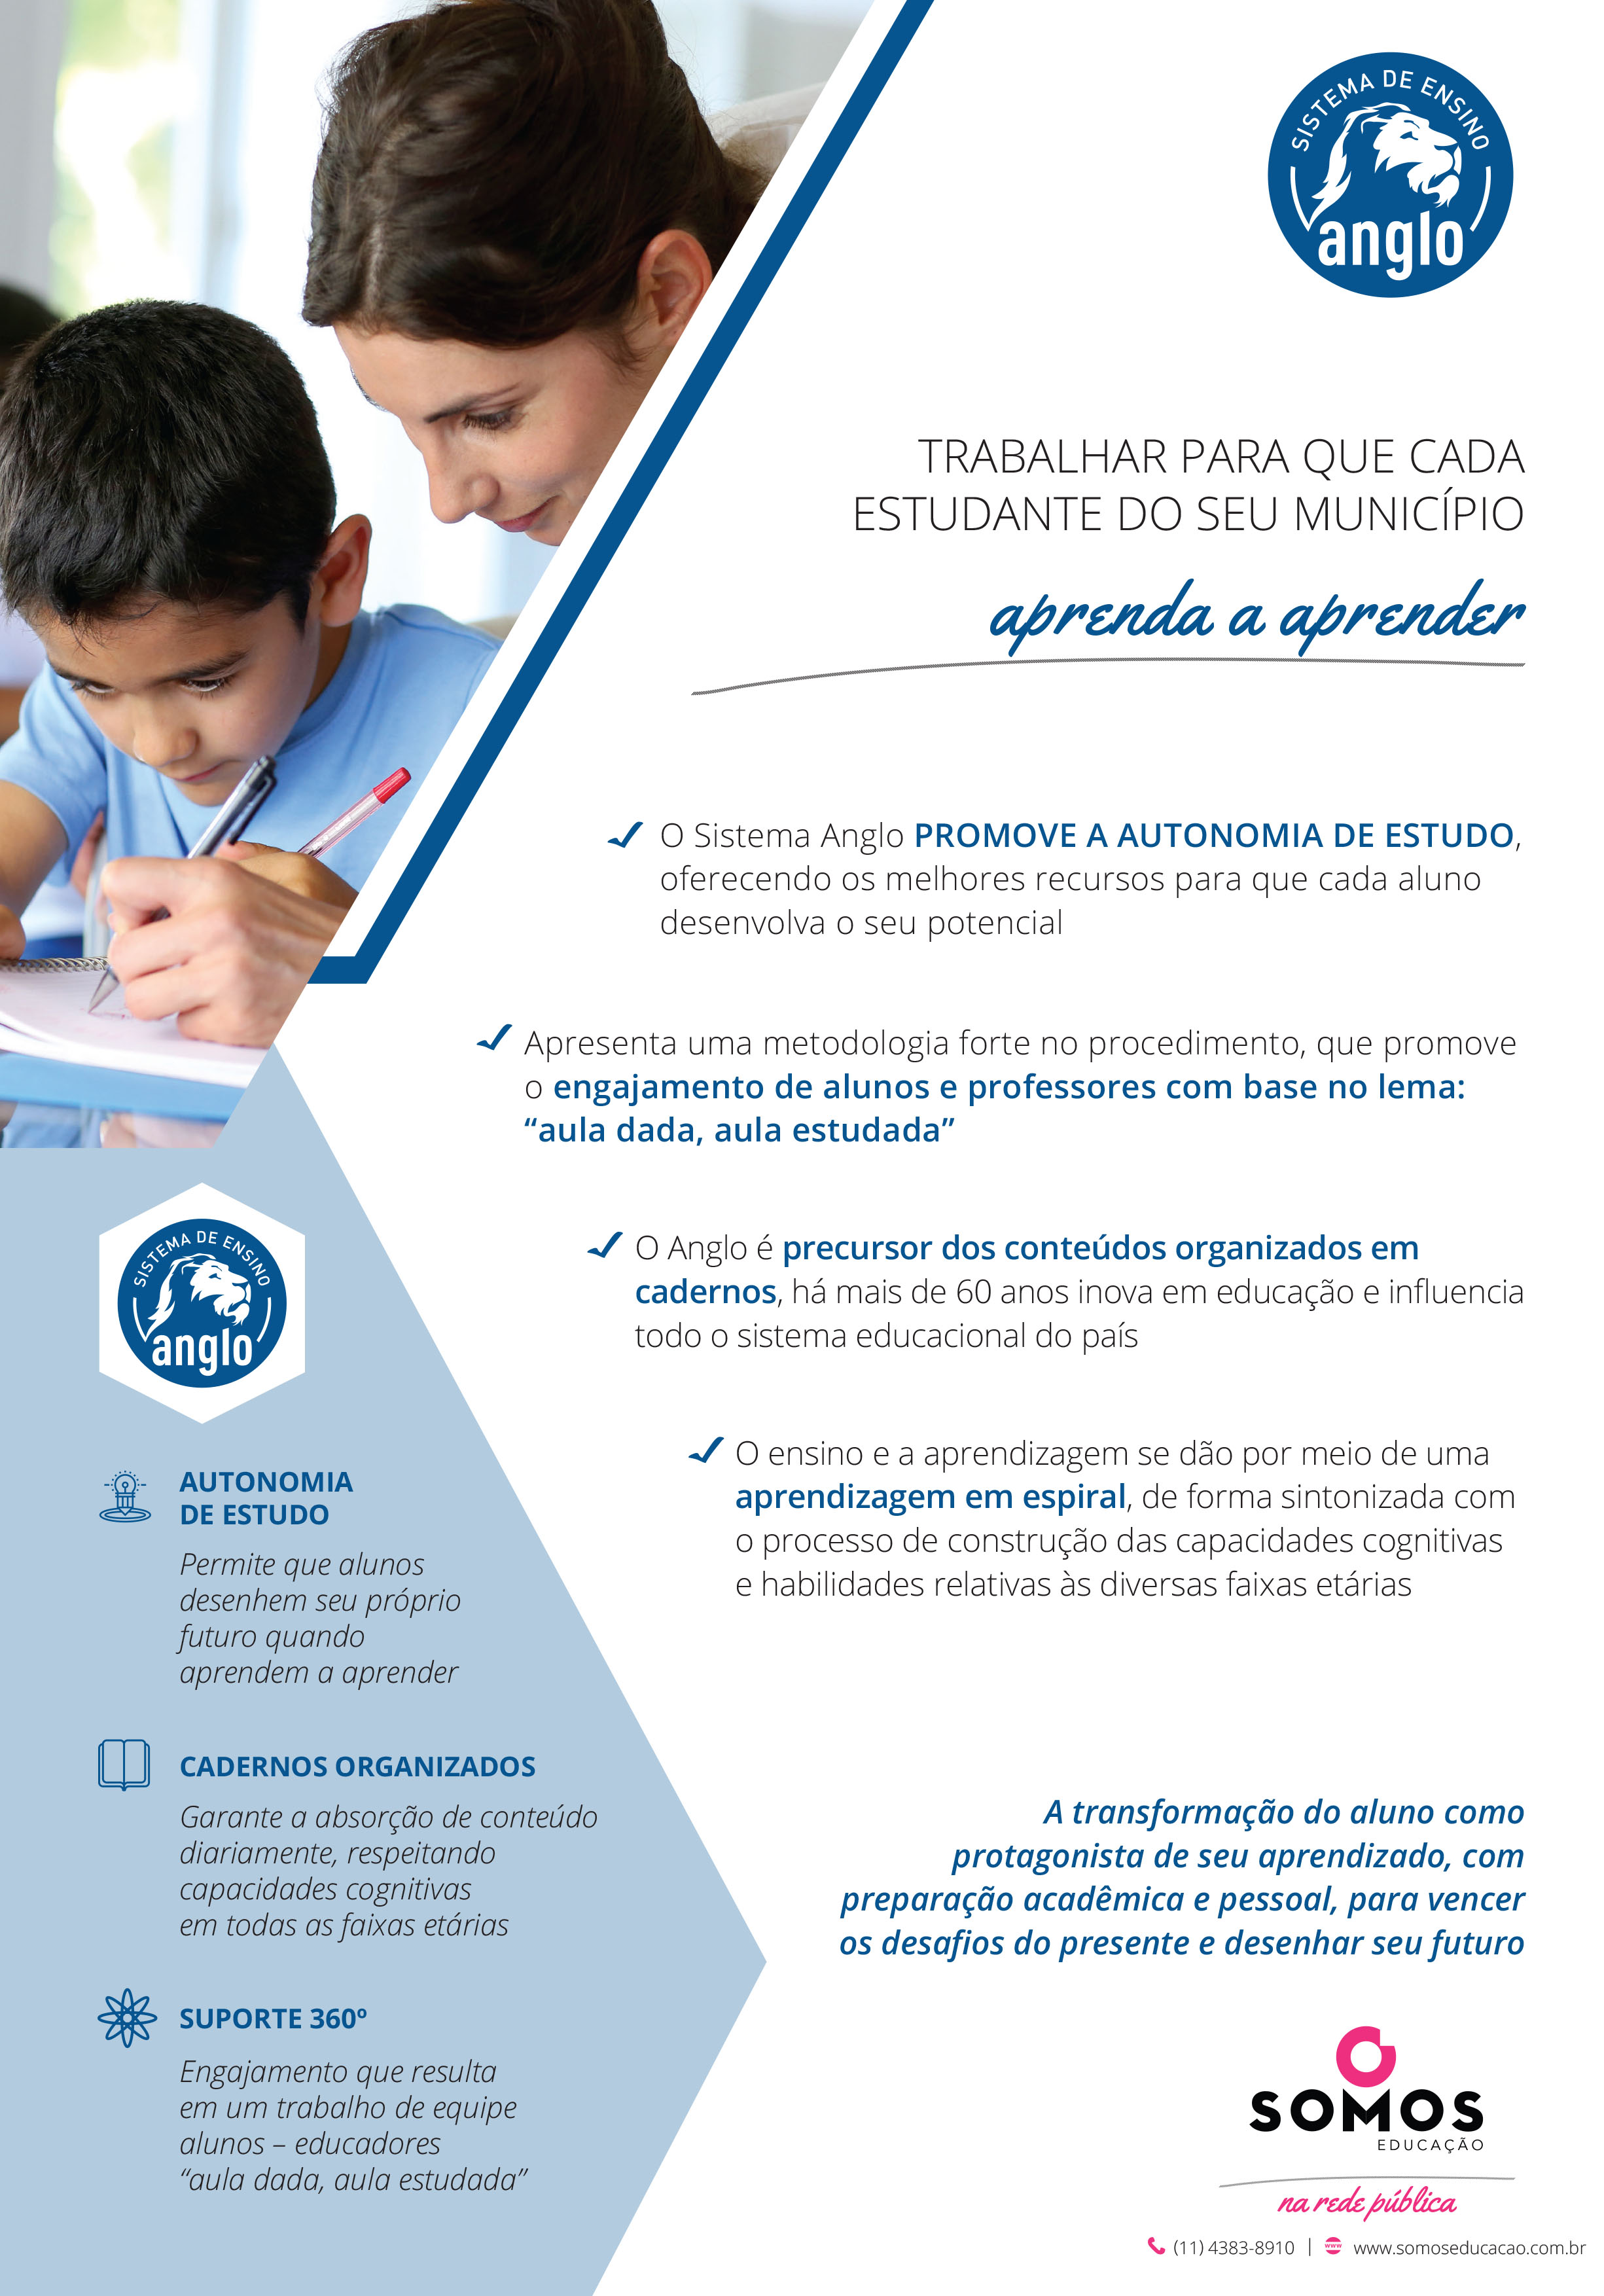 SISTEMA DE ENSINO
anglo
TRABALHAR PARA QUE CADA
ESTUDANTE DO SEU MUNICÍPIO
aprenda a aprender
O Sistema Anglo PROMOVE A AUTONOMIA DE ESTUDO,
oferecendo os melhores recursos para que cada aluno
desenvolva o seu potencial
Apresenta uma metodologia forte no procedimento, que promove
o engajamento de alunos e professores com base no lema:
“aula dada, aula estudada”
O Anglo é precursor dos conteúdos organizados em
cadernos, há mais de 60 anos inova em educação e influencia
todo o sistema educacional do país
O ensino e a aprendizagem se dão por meio de uma
aprendizagem em espiral, de forma sintonizada com
o processo de construção das capacidades cognitivas
e habilidades relativas às diversas faixas etárias
SISTEMA DE ENSINO
anglo
AUTONOMIA
DE ESTUDO
Permite que alunos
desenhem seu próprio
futuro quando
aprendem a aprender
CADERNOS ORGANIZADOS
Garante a absorção de conteúdo
diariamente, respeitando
capacidades cognitivas
em todas as faixas etárias
SUPORTE 360º
Engajamento que resulta
em um trabalho de equipe
alunos – educadores
“aula dada, aula estudada”
A transformação do aluno como
protagonista de seu aprendizado, com
preparação acadêmica e pessoal, para vencer
os desafios do presente e desenhar seu futuro
SOMOS
EDUCAÇÃO
na rede pública
(11) 4383-8910 | www www.somoseducacao.com.br